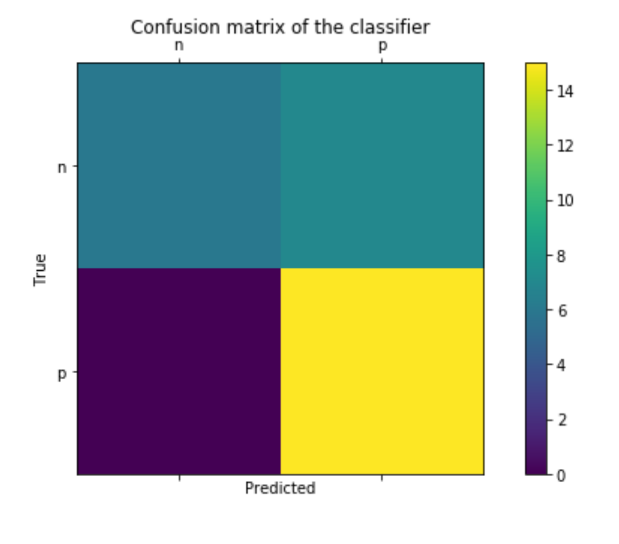 Confusion matrix of the classifier
n p
n
p
True
Predicted
14
12
10
8
6
4
2
0